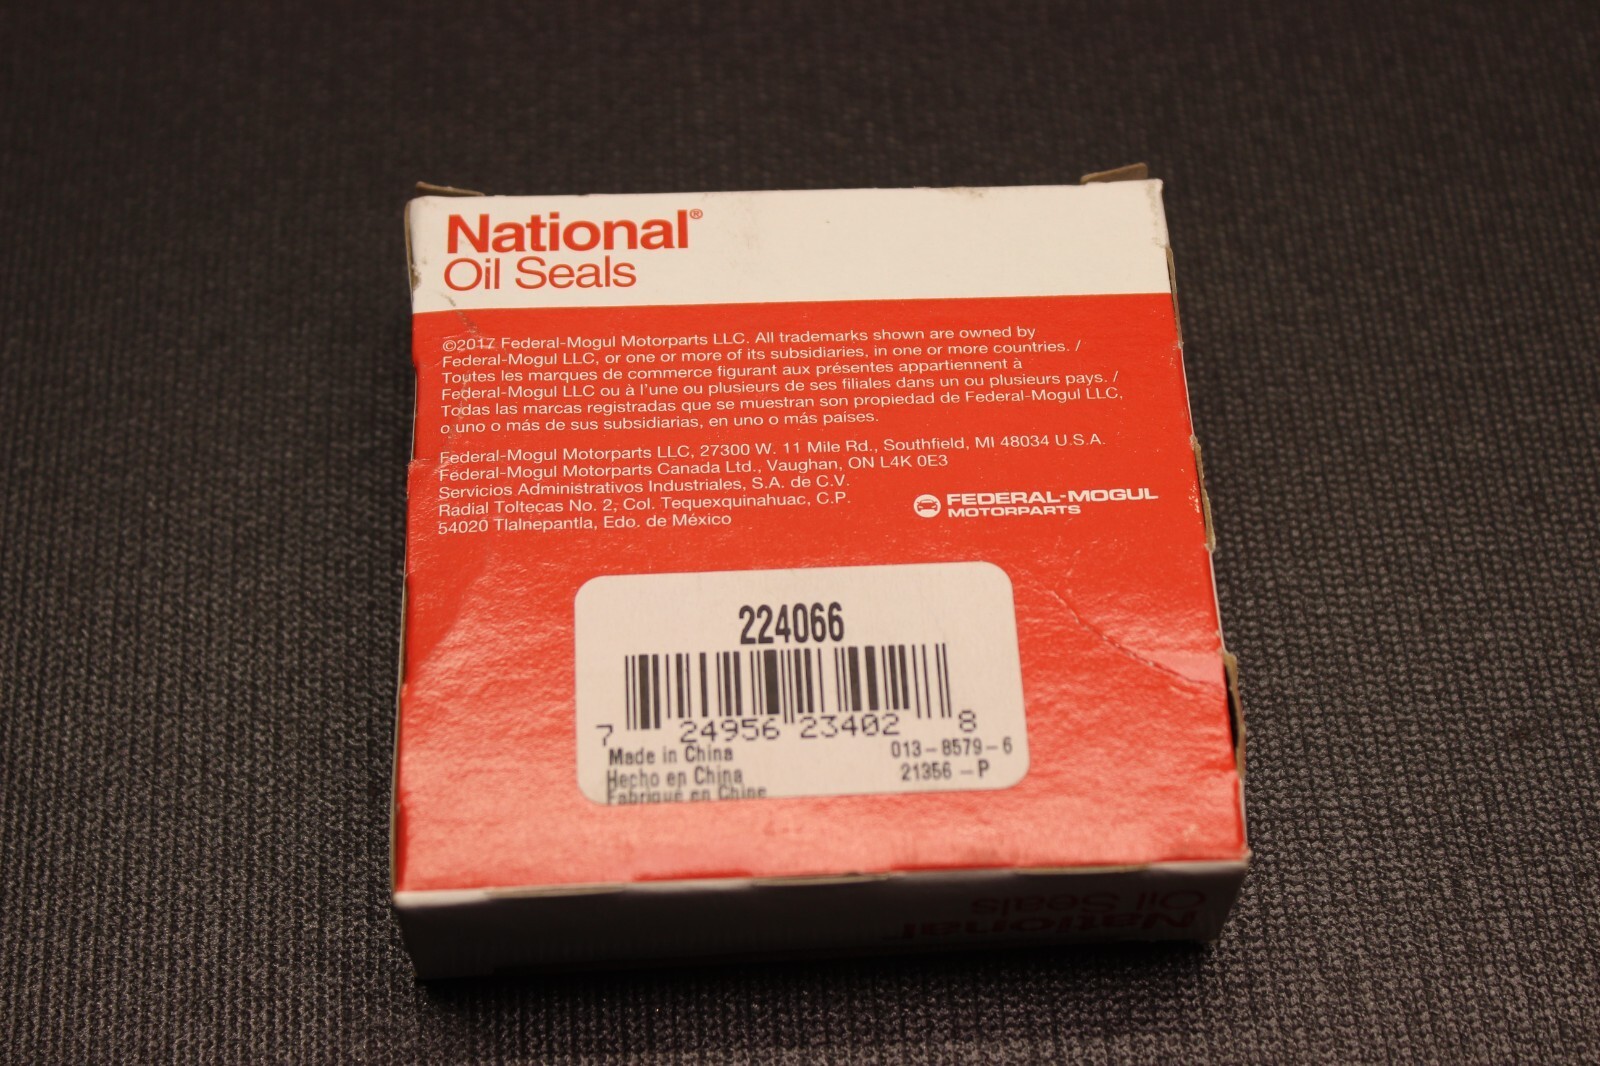 National®
Oil Seals
©2017 Federal-Mogul Motorparts LLC. All trademarks shown are owned by
Federal-Mogul LLC, or one or more of its subsidiaries, in one or more countries. /
Toutes les marques de commerce figurant aux présentes appartiennent à
Federal-Mogul LLC ou à l'une ou plusieurs de ses filiales dans un ou plusieurs pays. /
Todas las marcas registradas que se muestran son propiedad de Federal-Mogul LLC,
o uno o más de sus subsidiarias, en uno o más países.
Federal-Mogul Motorparts LLC, 27300 W. 11 Mile Rd., Southfield, MI 48034 U.S.A.
Federal-Mogul Motorparts Canada Ltd., Vaughan, ON L4K 0E3
Servicios Administrativos Industriales, S.A. de C.V.
Radial Toltecas No. 2, Col. Tequexquinahuac, C.P.
54020 Tlalnepantla, Edo. de México
FEDERAL-MOGUL
MOTORPARTS
224066
7 24956 23402 8
Made in China
Hecho en China
Fabriqué en Chine
013-8579-6
21356-P
National
Oil Seals